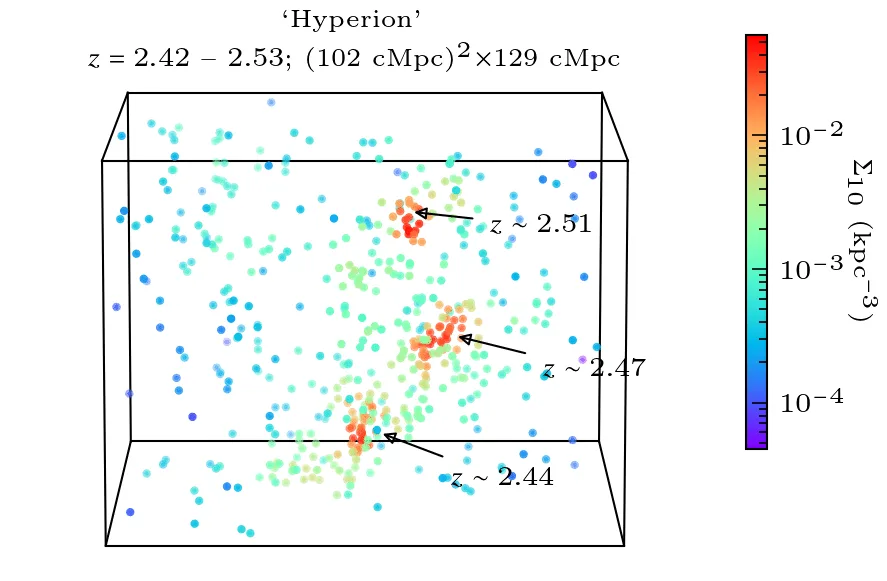 ‘Hyperion’
z = 2.42 − 2.53; (102 cMpc)²×129 cMpc
z ∼ 2.51
z ∼ 2.47
z ∼ 2.44
10⁻²
10⁻³
10⁻⁴
Σ₁₀ (kpc⁻³)